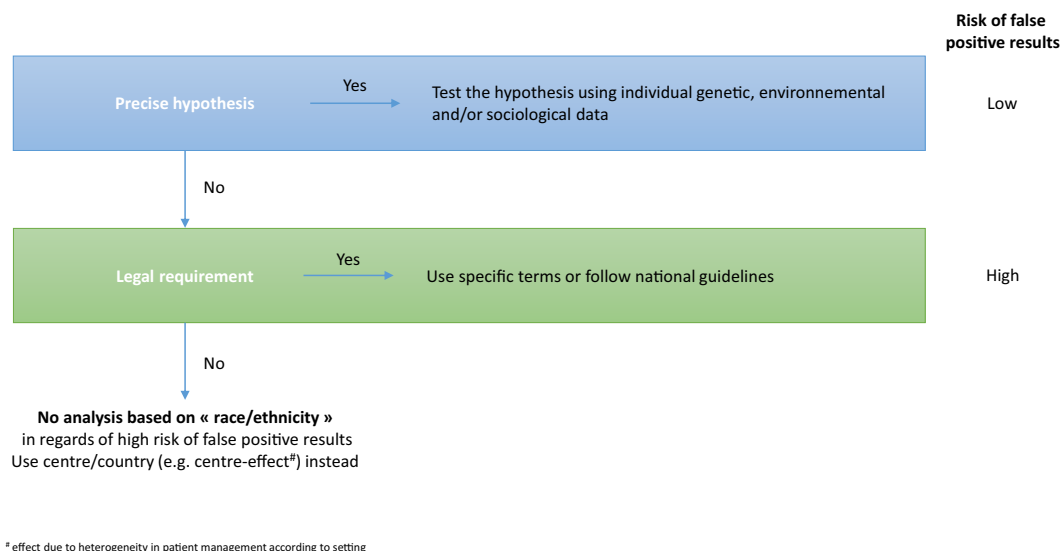 Risk of false
positive results
Precise hypothesis
Yes
Test the hypothesis using individual genetic, environnemental
and/or sociological data
Low
No
Legal requirement
Yes
Use specific terms or follow national guidelines
High
No
No analysis based on « race/ethnicity »
in regards of high risk of false positive results
Use centre/country (e.g. centre-effect#) instead
# effect due to heterogeneity in patient management according to setting